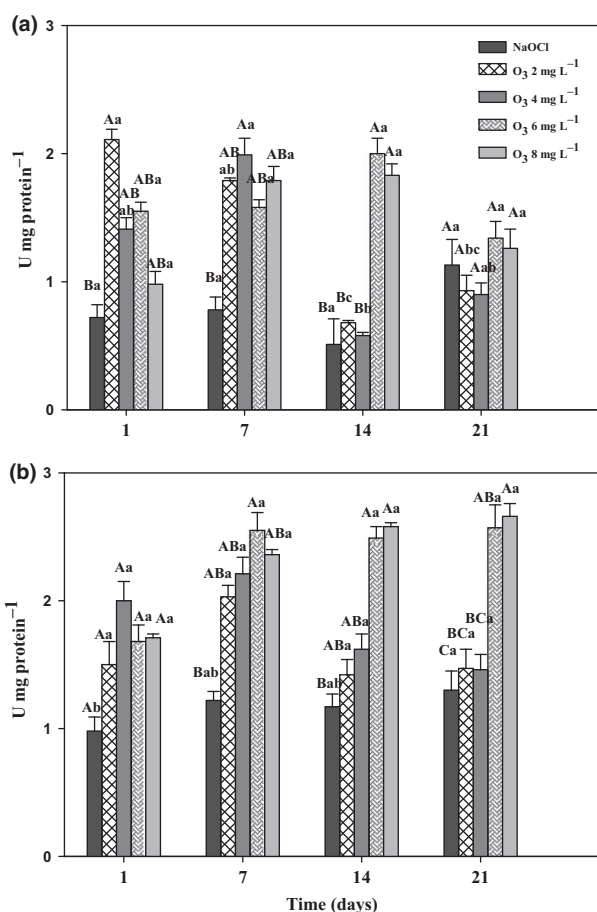 (a)
3
2
1
0
U mg protein⁻¹
NaOCl
O₃ 2 mg L⁻¹
O₃ 4 mg L⁻¹
O₃ 6 mg L⁻¹
O₃ 8 mg L⁻¹
Ba
Aa
AB
ab
ABa
ABa
Ba
AB
ab
Aa
ABa
ABa
Ba
Bc
Bb
Aa
Aa
Aa
Abc
Aab
Aa
Aa
1 7 14 21
(b)
3
2
1
0
U mg protein⁻¹
Ab
Aa
Aa
Aa
Aa
Bab
ABa
ABa
Aa
ABa
Bab
ABa
ABa
Aa
Aa
Ca
BCa
BCa
ABa
Aa
1 7 14 21
Time (days)